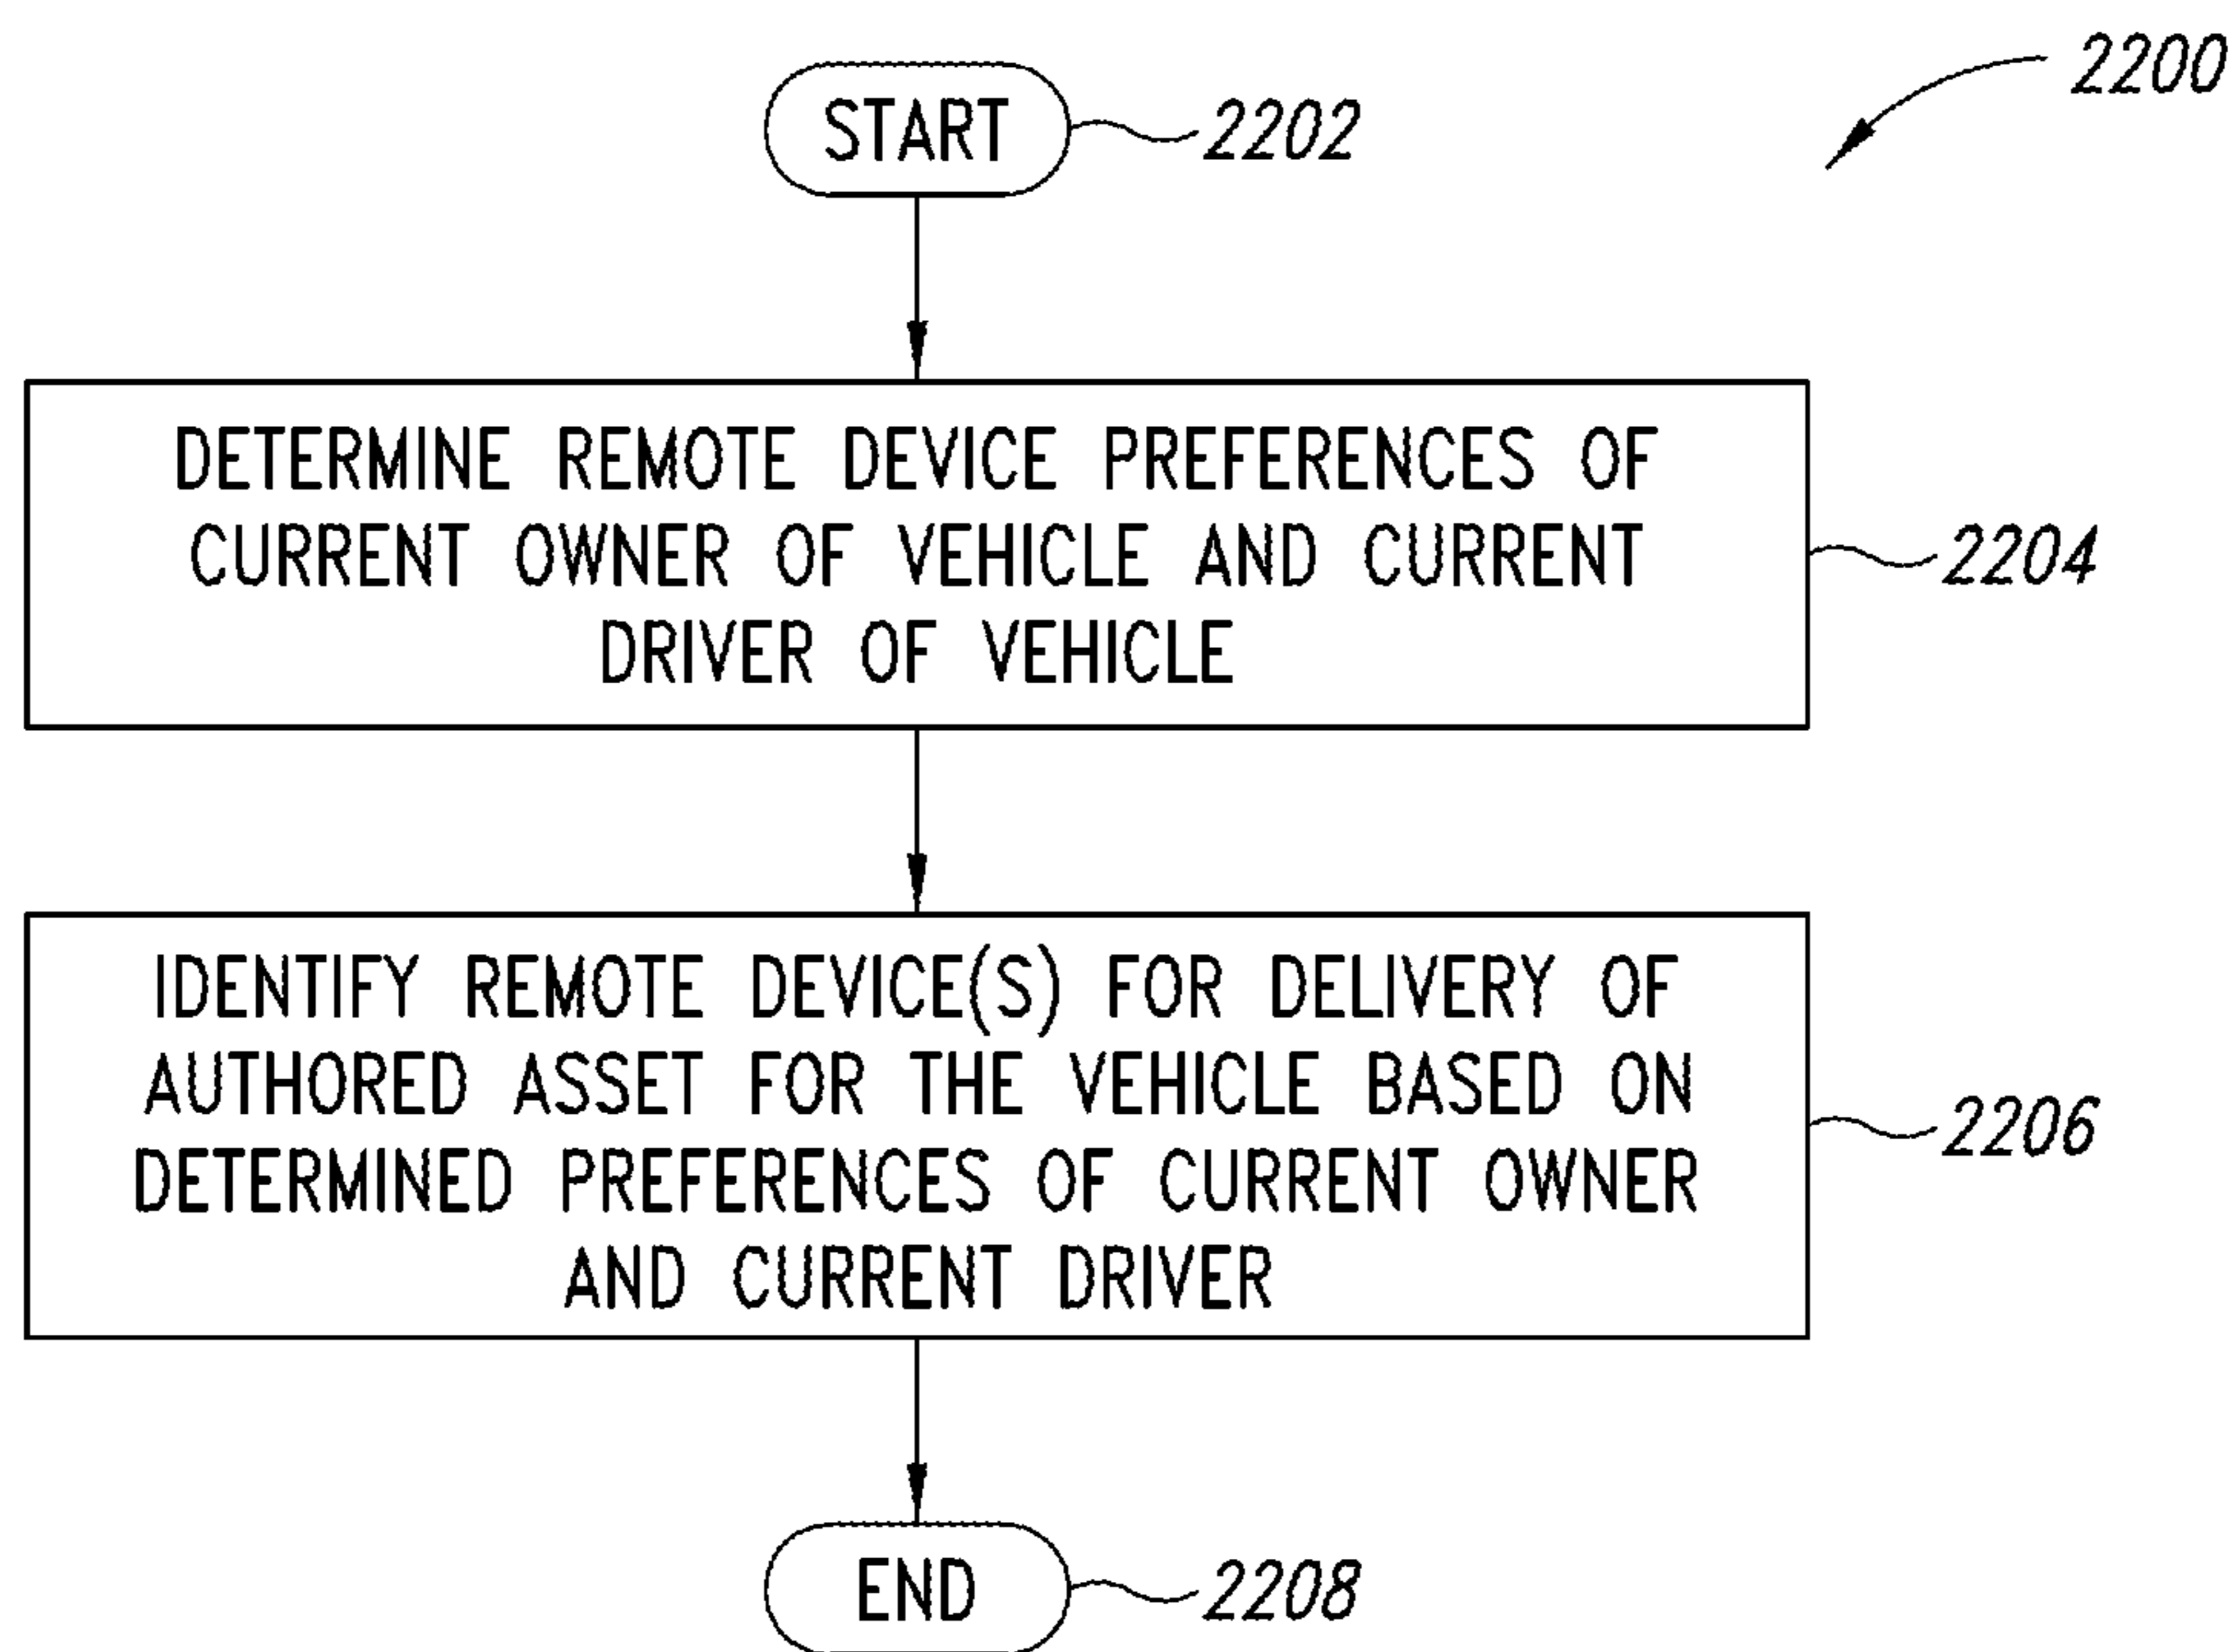 2200
START
2202
DETERMINE REMOTE DEVICE PREFERENCES OF
CURRENT OWNER OF VEHICLE AND CURRENT
DRIVER OF VEHICLE
2204
IDENTIFY REMOTE DEVICE(S) FOR DELIVERY OF
AUTHORED ASSET FOR THE VEHICLE BASED ON
DETERMINED PREFERENCES OF CURRENT OWNER
AND CURRENT DRIVER
2206
END
2208